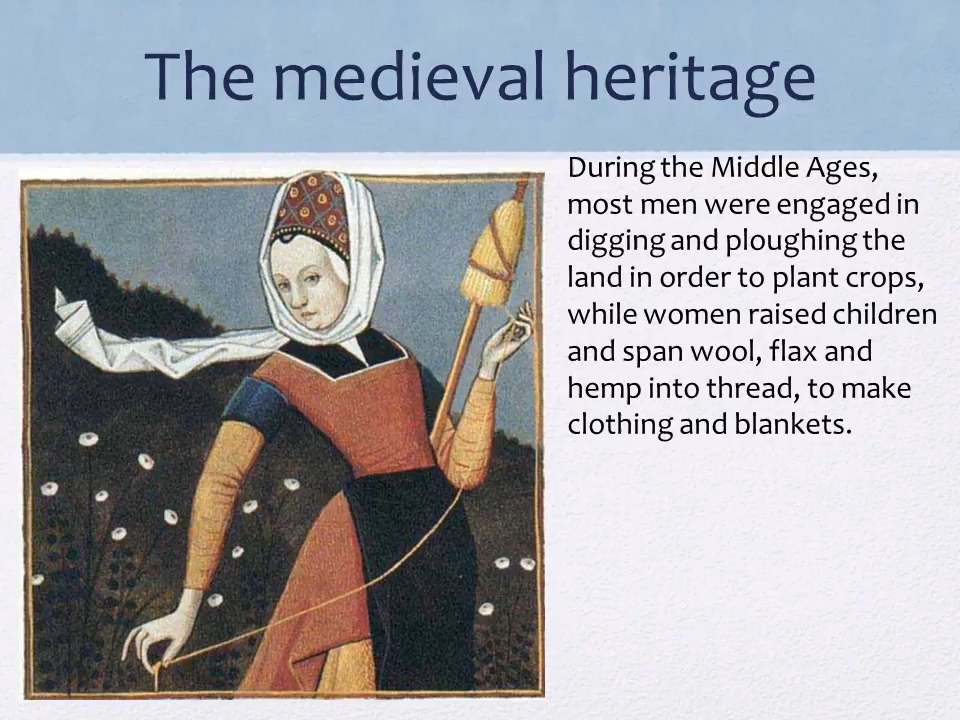 The medieval heritage
During the Middle Ages,
most men were engaged in
digging and ploughing the
land in order to plant crops,
while women raised children
and span wool, flax and
hemp into thread, to make
clothing and blankets.